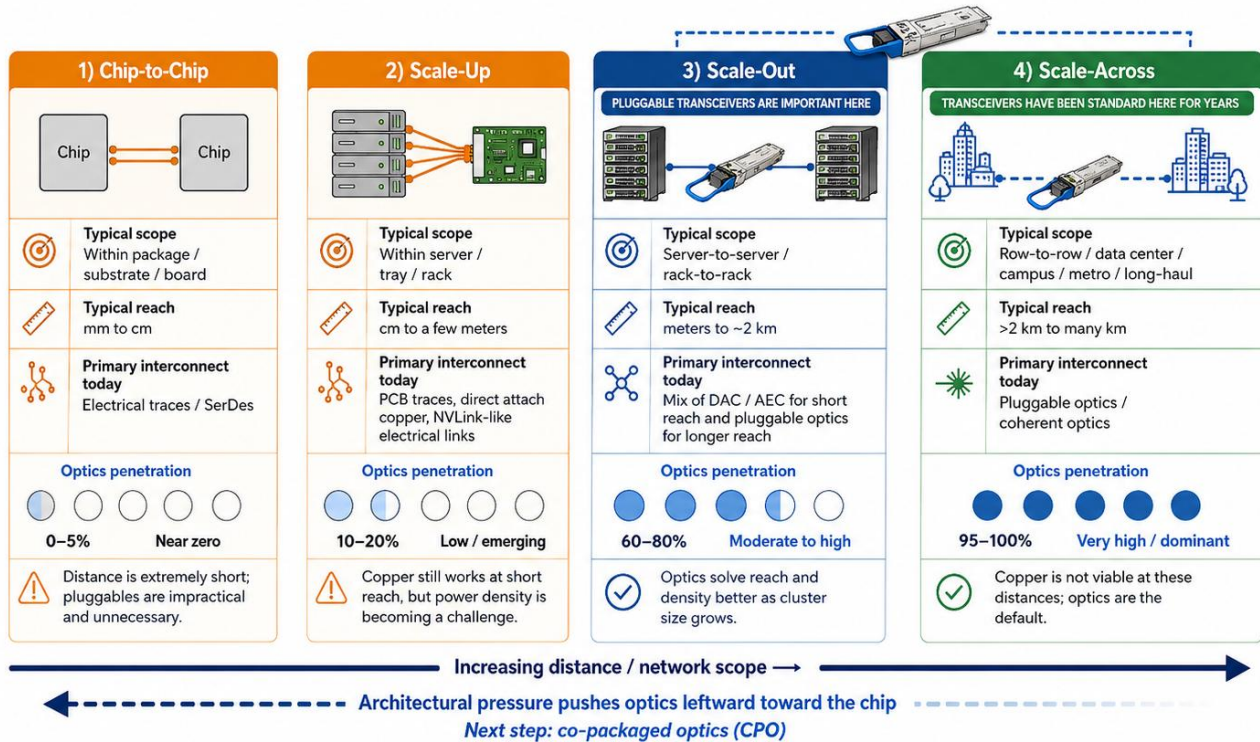 1) Chip-to-Chip
Chip
Chip
Typical scope
Within package /
substrate / board
Typical reach
mm to cm
Primary interconnect
today
Electrical traces / SerDes
Optics penetration
0–5%
Near zero
Distance is extremely short;
pluggables are impractical
and unnecessary.
2) Scale-Up
Typical scope
Within server /
tray / rack
Typical reach
cm to a few meters
Primary interconnect
today
PCB traces, direct attach
copper, NVLink-like
electrical links
Optics penetration
10–20%
Low / emerging
Copper still works at short
reach, but power density is
becoming a challenge.
3) Scale-Out
PLUGGABLE TRANSCEIVERS ARE IMPORTANT HERE
Typical scope
Server-to-server /
rack-to-rack
Typical reach
meters to ~2 km
Primary interconnect
today
Mix of DAC / AEC for short
reach and pluggable optics
for longer reach
Optics penetration
60–80%
Moderate to high
Optics solve reach and
density better as cluster
size grows.
4) Scale-Across
TRANSCEIVERS HAVE BEEN STANDARD HERE FOR YEARS
Typical scope
Row-to-row / data center /
campus / metro / long-haul
Typical reach
>2 km to many km
Primary interconnect
today
Pluggable optics /
coherent optics
Optics penetration
95–100%
Very high / dominant
Copper is not viable at these
distances; optics are the
default.
Increasing distance / network scope →
Architectural pressure pushes optics leftward toward the chip
Next step: co-packaged optics (CPO)